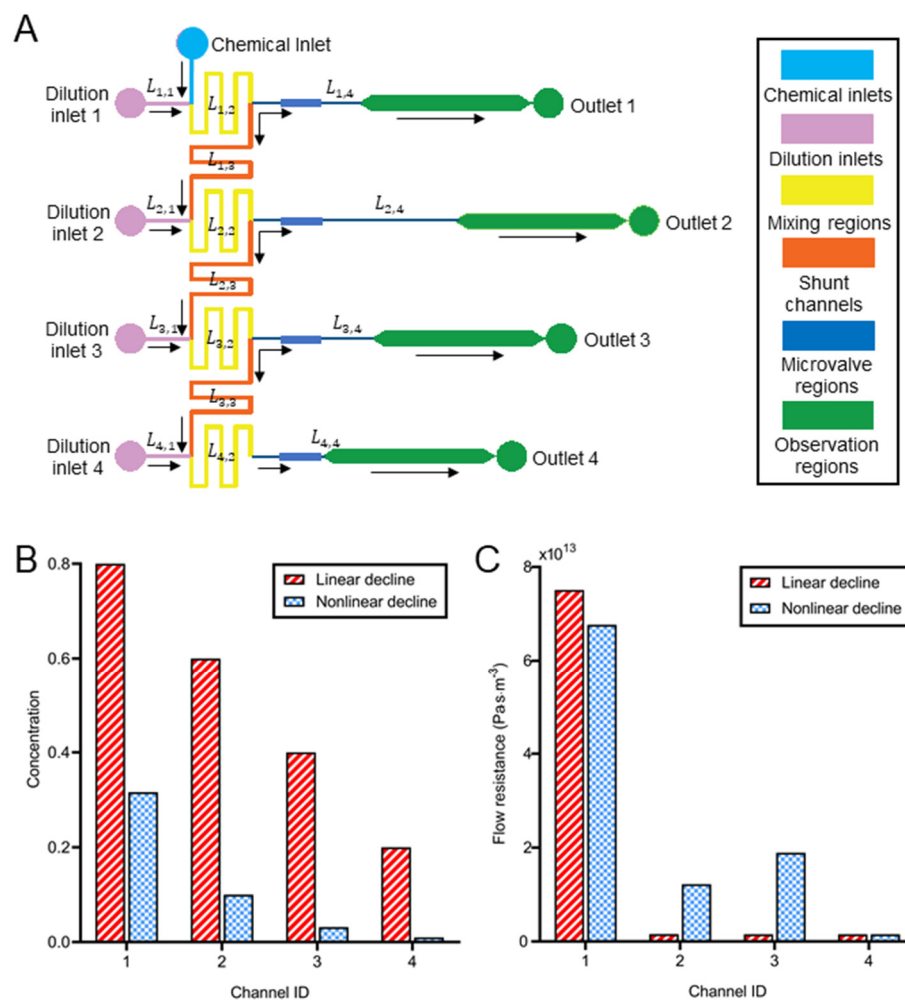 A
Chemical Inlet
Dilution
inlet 1
L1,1
L1,2
L1,4
Outlet 1
L1,3
Dilution
inlet 2
L2,1
L2,2
L2,4
Outlet 2
L2,3
Dilution
inlet 3
L3,1
L3,2
L3,4
Outlet 3
L3,3
Dilution
inlet 4
L4,1
L4,2
L4,4
Outlet 4
Chemical inlets
Dilution inlets
Mixing regions
Shunt
channels
Microvalve
regions
Observation
regions
B
Linear decline
Nonlinear decline
Concentration
0.8
0.6
0.4
0.2
0.0
1 2 3 4
Channel ID
C
x10¹³
Linear decline
Nonlinear decline
Flow resistance (Pa·s·m⁻³)
8
6
4
2
0
1 2 3 4
Channel ID